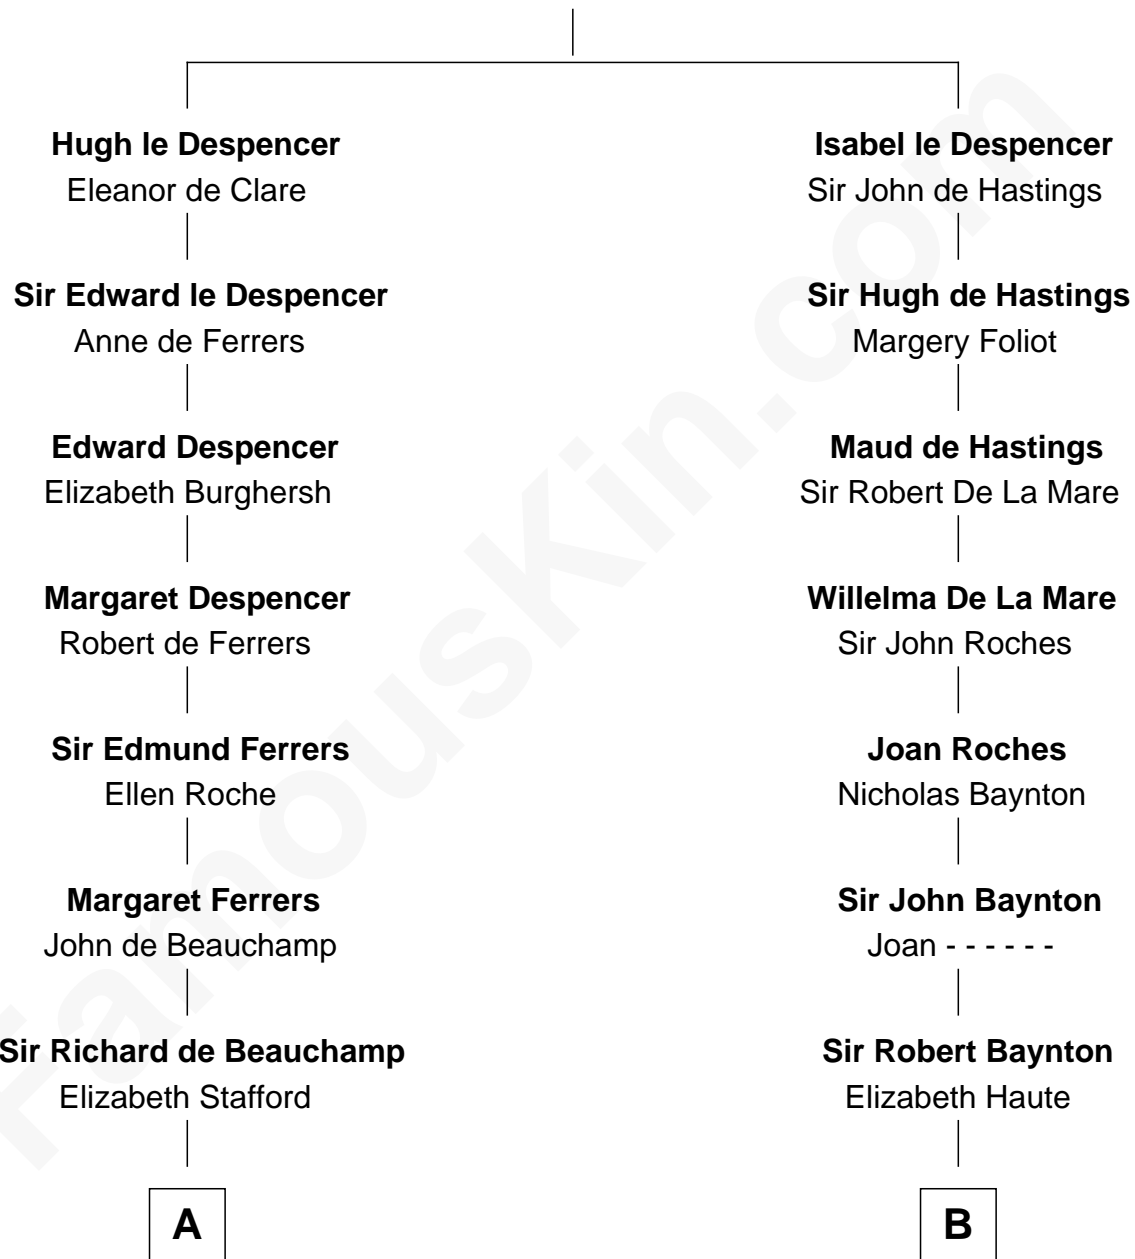 Hugh le Despencer
Eleanor de Clare
Sir Edward le Despencer
Anne de Ferrers
Edward Despencer
Elizabeth Burghersh
Margaret Despencer
Robert de Ferrers
Sir Edmund Ferrers
Ellen Roche
Margaret Ferrers
John de Beauchamp
Sir Richard de Beauchamp
Elizabeth Stafford
A
Isabel le Despencer
Sir John de Hastings
Sir Hugh de Hastings
Margery Foliot
Maud de Hastings
Sir Robert De La Mare
Willelma De La Mare
Sir John Roches
Joan Roches
Nicholas Baynton
Sir John Baynton
Joan - - - - - -
Sir Robert Baynton
Elizabeth Haute
B
FamousKin.com